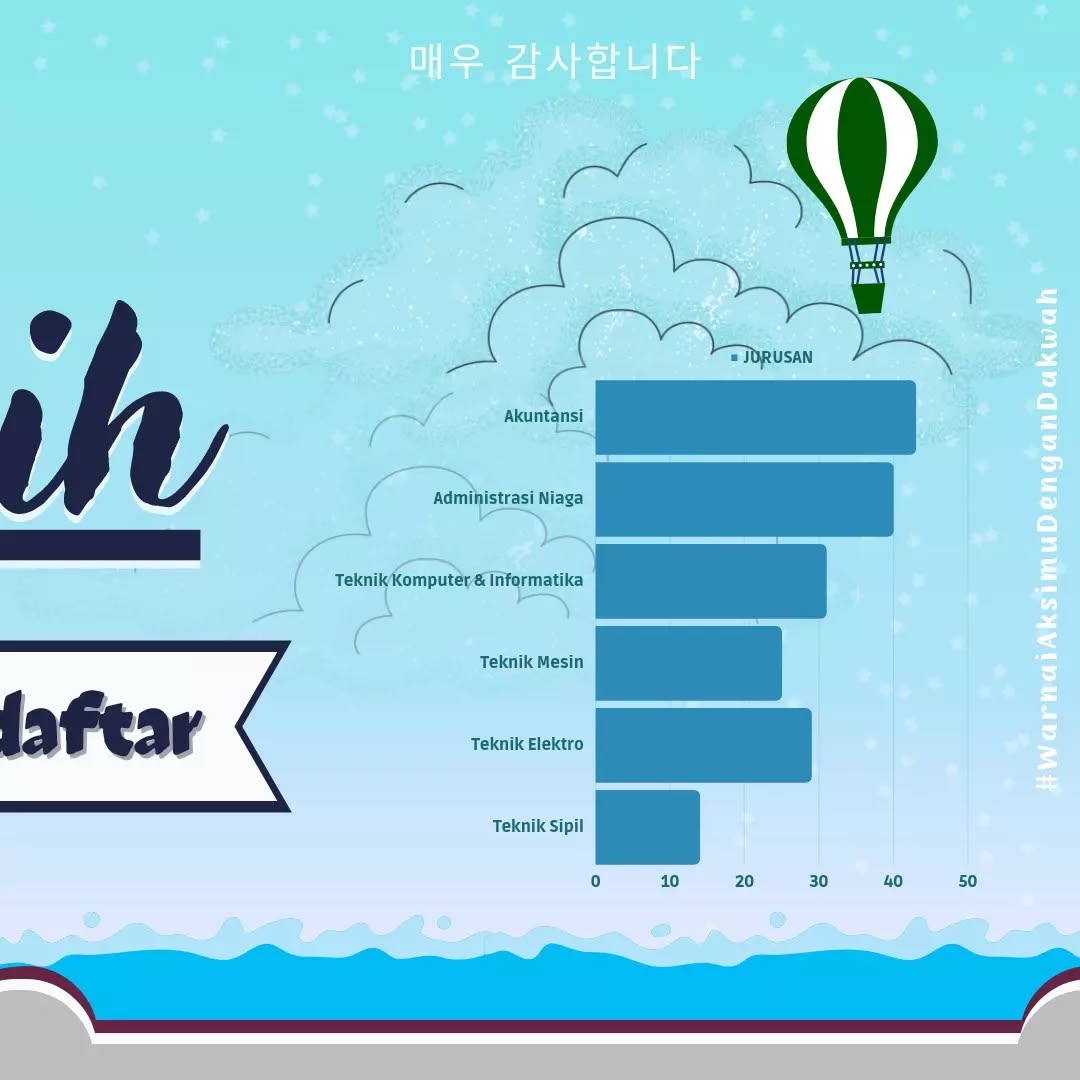 매우 감사합니다
ih
daftar
JURUSAN
Akuntansi
Administrasi Niaga
Teknik Komputer & Informatika
Teknik Mesin
Teknik Elektro
Teknik Sipil
0 10 20 30 40 50
#WarnaiAksimuDenganDakwah